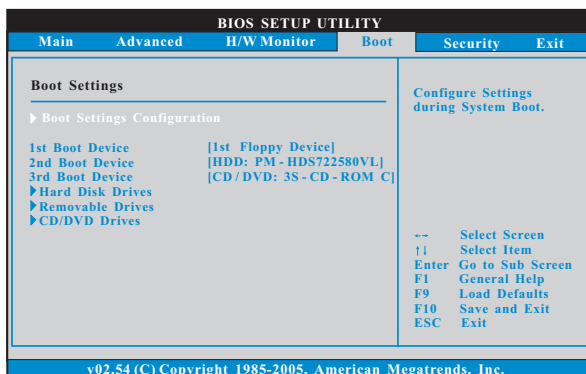 BIOS SETUP UTILITY
Main Advanced H/W Monitor Boot Security Exit
Boot Settings
Boot Settings Configuration
1st Boot Device [1st Floppy Device]
2nd Boot Device [HDD: PM - HDS722580VL]
3rd Boot Device [CD / DVD: 3S - CD - ROM C]
Hard Disk Drives
Removable Drives
CD/DVD Drives
Configure Settings
during System Boot.
←→ Select Screen
↑↓ Select Item
Enter Go to Sub Screen
F1 General Help
F9 Load Defaults
F10 Save and Exit
ESC Exit
v02.54 (C) Copyright 1985-2005, American Megatrends, Inc.